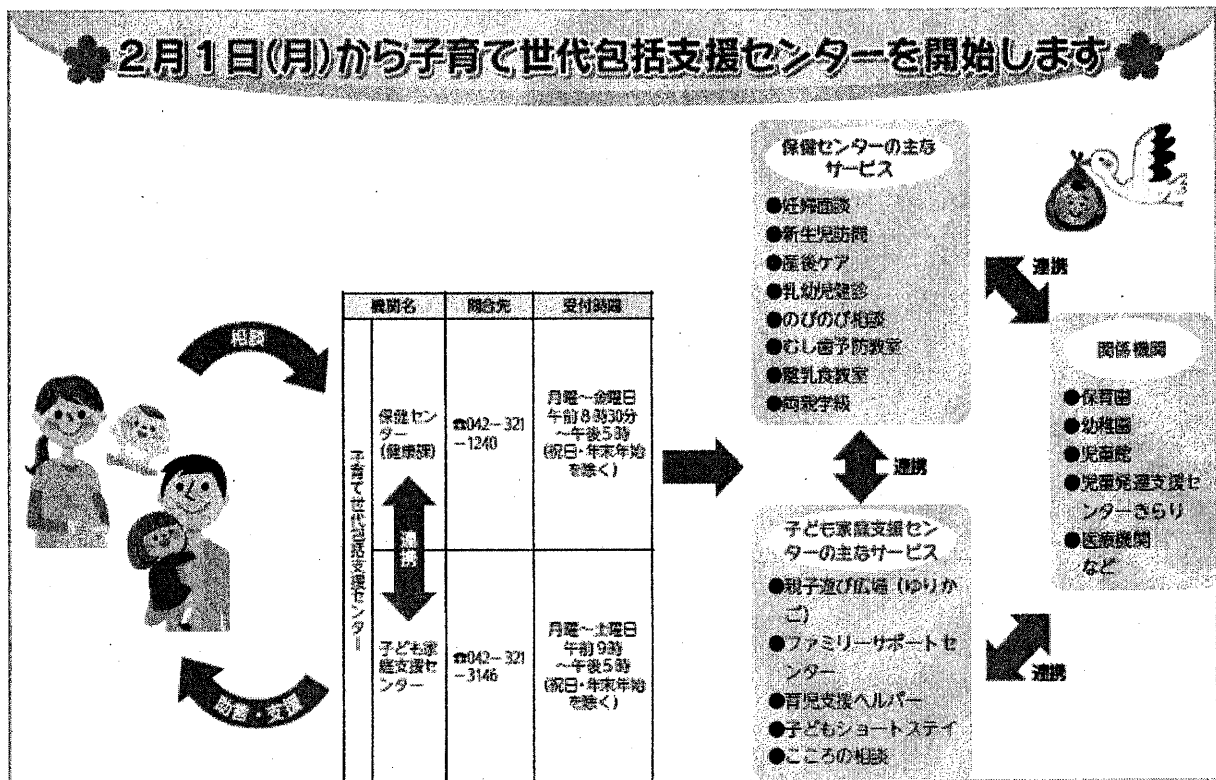 2月1日(月)から子育て世代包括支援センターを開始します
相談
助言・支援
機関名
問合先
受付時間
子育て世代包括支援センター
保健セン
ター
(健康課)
☎042-321
-1240
月曜~金曜日
午前8時30分
~午後5時
(祝日・年末年始
を除く)
連携
子ども家
庭支援セ
ンター
☎042-321
-3146
月曜~土曜日
午前9時
~午後5時
(祝日・年末年始
を除く)
保健センターの主な
サービス
●妊婦面談
●新生児訪問
●産後ケア
●乳幼児健診
●のびのび相談
●むし歯予防教室
●離乳食教室
●両親学級
連携
連携
子ども家庭支援セン
ターの主なサービス
●親子遊び広場(ゆりか
ご)
●ファミリーサポートセ
ンター
●育児支援ヘルパー
●子どもショートステイ
●こころの相談
関係機関
●保育園
●幼稚園
●児童館
●児童発達支援セ
ンターきらり
●医療機関
など
連携